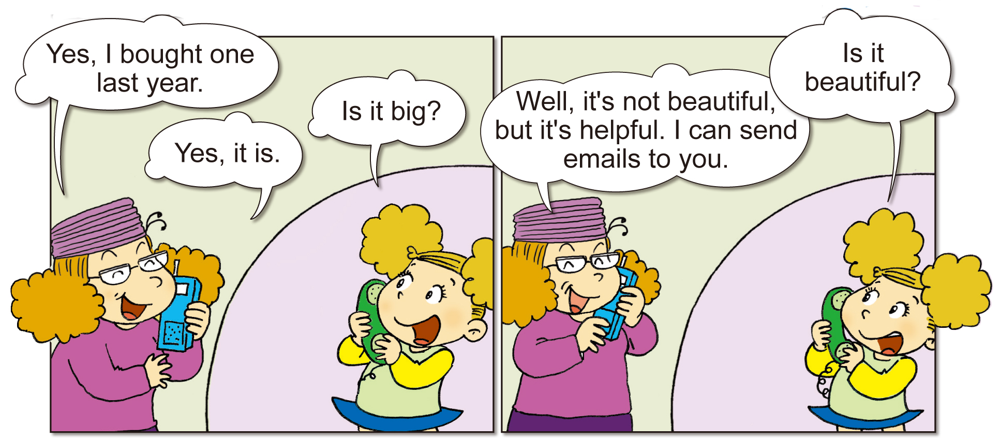 Yes, I bought one
last year.
Is it big?
Yes, it is.
Is it
beautiful?
Well, it's not beautiful,
but it's helpful. I can send
emails to you.